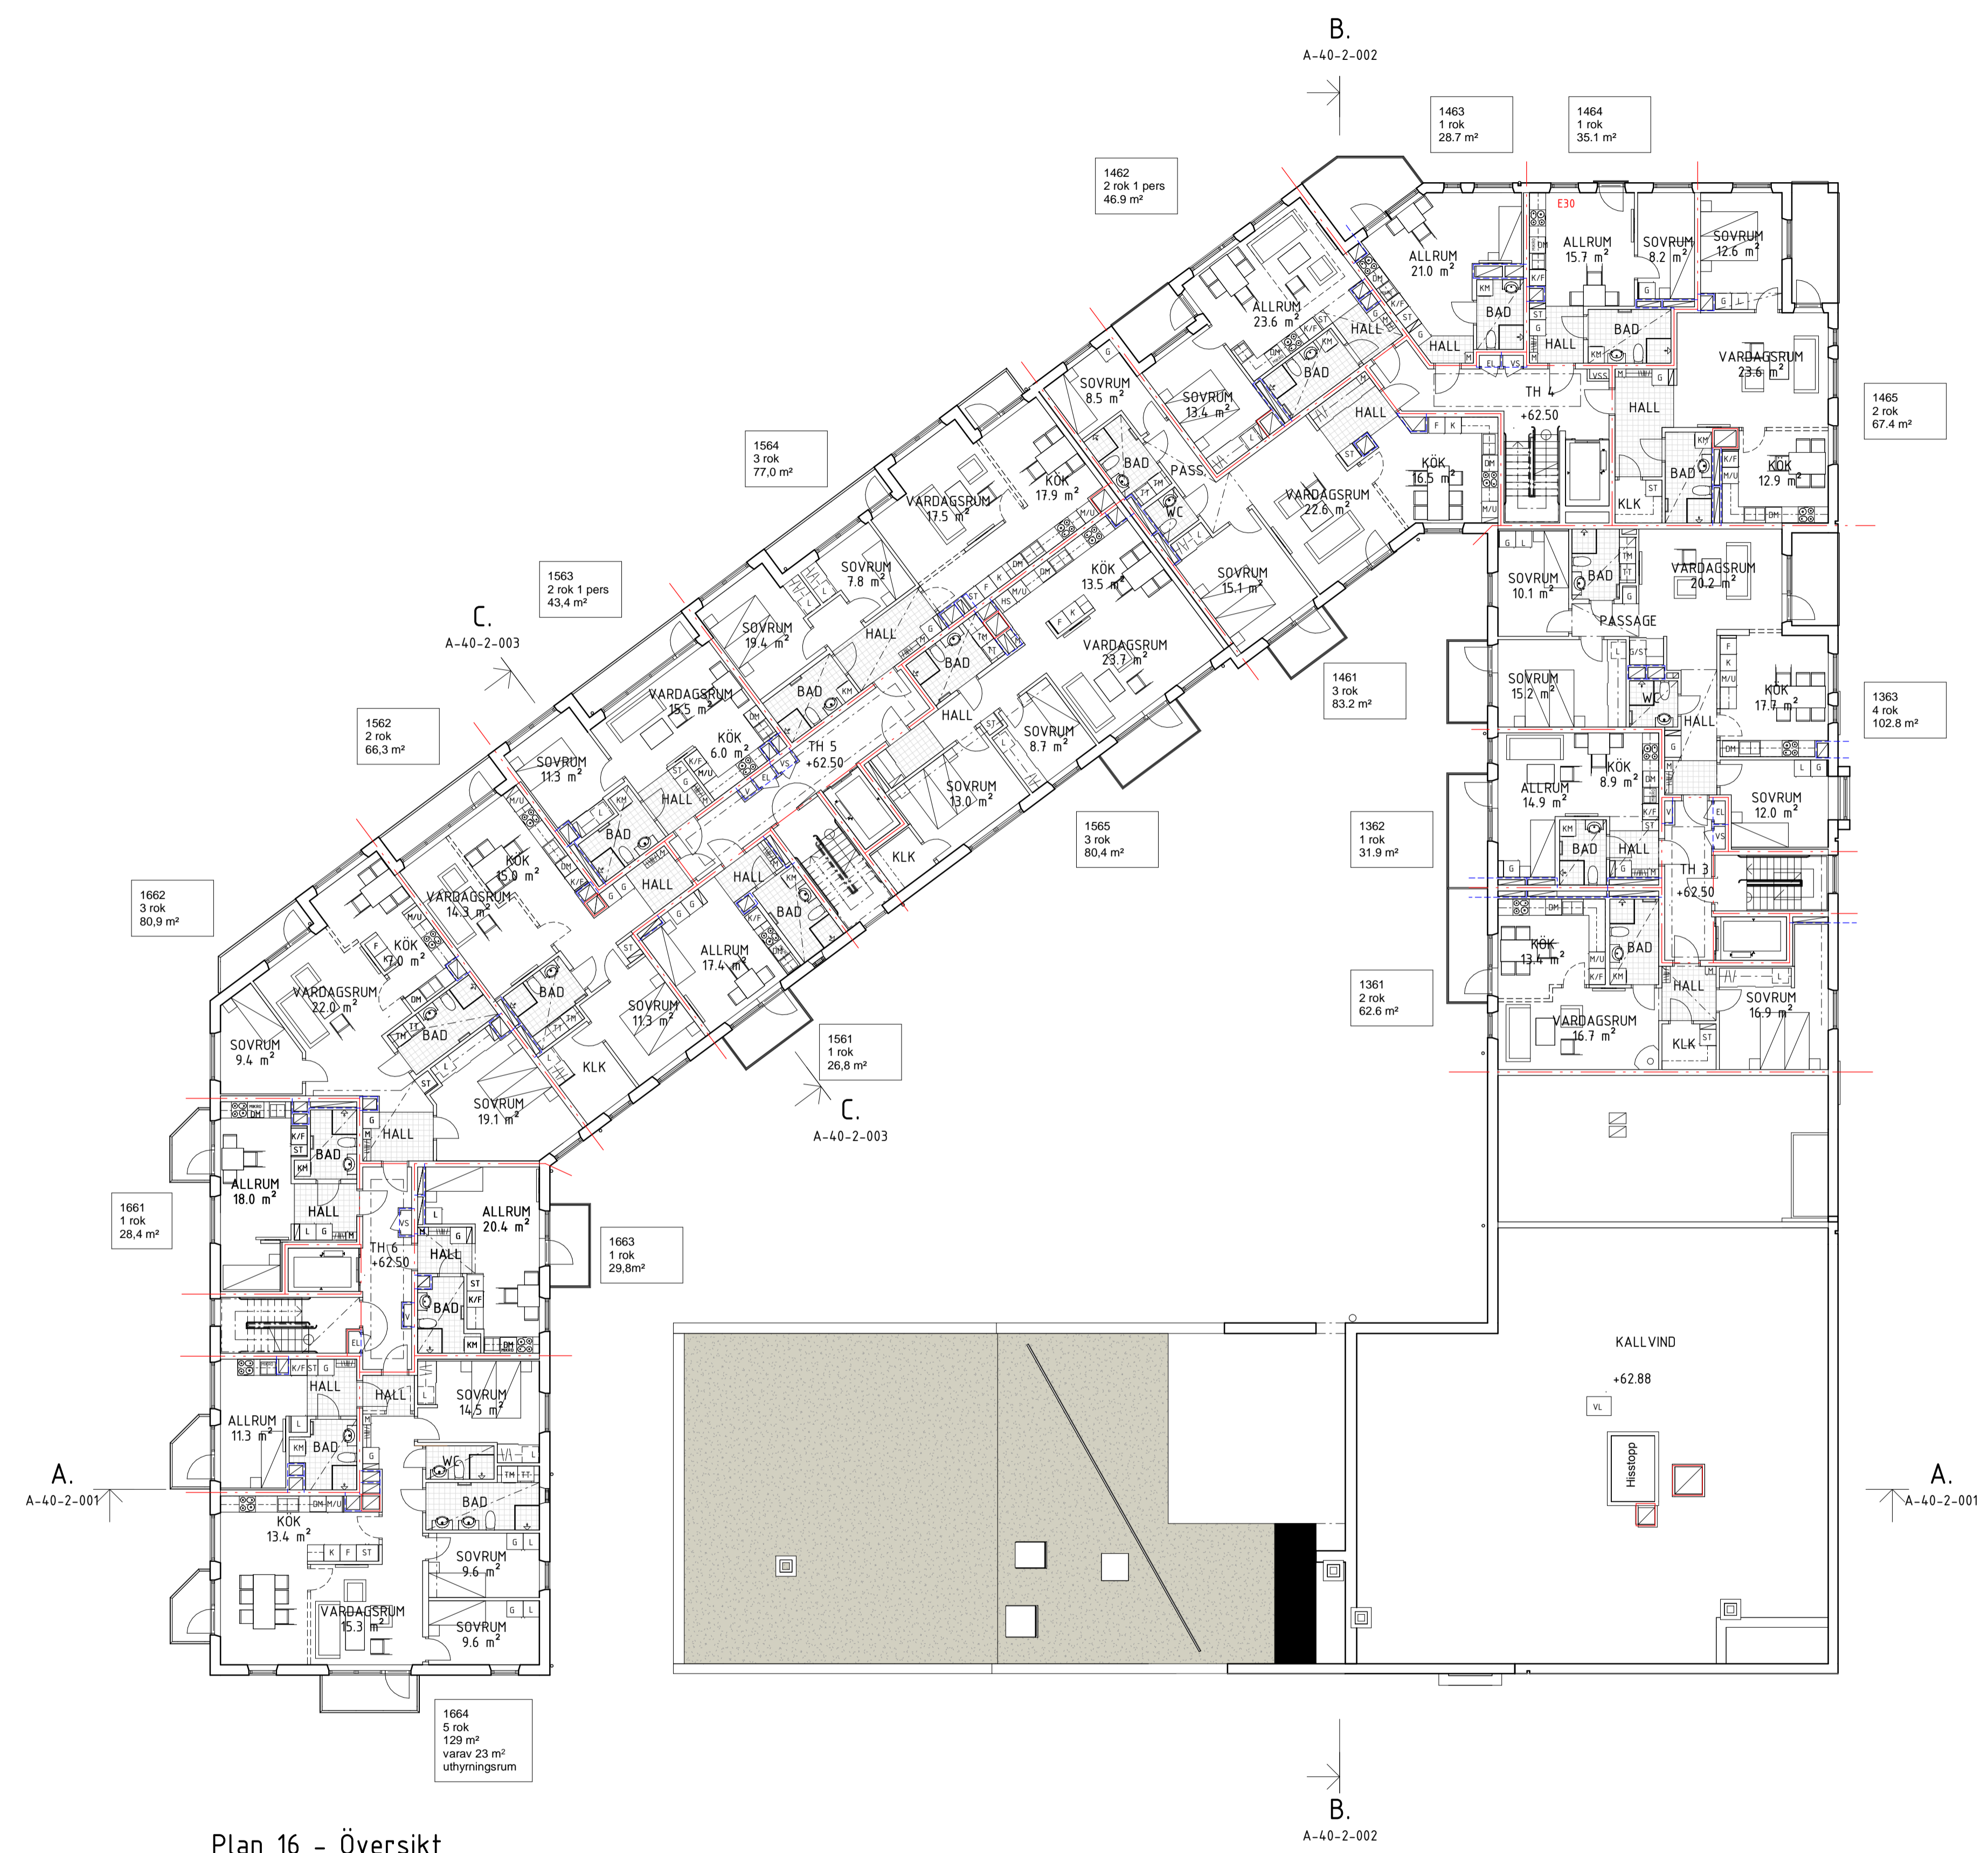 B.
A-40-2-002
1463
1 rok
28.7 m²
1464
1 rok
35.1 m²
1462
2 rok 1 pers
46.9 m²
E30
ALLRUM
21.0 m²
ALLRUM
15.7 m²
SOVRUM
8.2 m²
SOVRUM
12.6 m²
ALLRUM
23.6 m²
HALL
BAD
HALL
BAD
HALL
BAD
VARDAGSRUM
23.6 m²
SOVRUM
8.5 m²
SOVRUM
13.4 m²
BAD
HALL
TH 4
+62.50
HALL
1465
2 rok
67.4 m²
1564
3 rok
77,0 m²
BAD
PASS.
WC
KÖK
17.9 m²
VARDAGSRUM
17.5 m²
VARDAGSRUM
22.6 m²
KÖK
16.5 m²
BAD
KLK
KÖK
12.9 m²
1563
2 rok 1 pers
43,4 m²
SOVRUM
7.8 m²
KÖK
13.5 m²
SOVRUM
15.1 m²
SOVRUM
10.1 m²
BAD
VARDAGSRUM
20.2 m²
PASSAGE
C.
A-40-2-003
SOVRUM
19.4 m²
HALL
BAD
VARDAGSRUM
23.7 m²
1461
3 rok
83.2 m²
SOVRUM
15.2 m²
WC
HALL
KÖK
17.7 m²
1363
4 rok
102.8 m²
1562
2 rok
66,3 m²
VARDAGSRUM
15.5 m²
BAD
KÖK
6.0 m²
TH 5
+62.50
HALL
SOVRUM
8.7 m²
SOVRUM
11.3 m²
HALL
BAD
SOVRUM
13.0 m²
KLK
1565
3 rok
80,4 m²
1362
1 rok
31.9 m²
ALLRUM
14.9 m²
KÖK
8.9 m²
BAD
HALL
SOVRUM
12.0 m²
TH 3
+62.50
1662
3 rok
80,9 m²
KÖK
15.0 m²
VARDAGSRUM
14.3 m²
HALL
HALL
BAD
KÖK
7.0 m²
ALLRUM
17.4 m²
VARDAGSRUM
22.0 m²
BAD
BAD
SOVRUM
11.3 m²
SOVRUM
9.4 m²
KLK
SOVRUM
19.1 m²
1561
1 rok
26,8 m²
C.
A-40-2-003
1361
2 rok
62.6 m²
KÖK
13.4 m²
BAD
HALL
SOVRUM
16.9 m²
VARDAGSRUM
16.7 m²
KLK
HALL
BAD
ALLRUM
18.0 m²
HALL
1661
1 rok
28,4 m²
TH 6
+62.50
ALLRUM
20.4 m²
HALL
BAD
1663
1 rok
29,8m²
HALL
HALL
SOVRUM
14.5 m²
ALLRUM
11.3 m²
BAD
WC
BAD
KÖK
13.4 m²
SOVRUM
9.6 m²
VARDAGSRUM
15.3 m²
SOVRUM
9.6 m²
KALLVIND
+62.88
VL
Hisstopp
A.
A-40-2-001
A.
A-40-2-001
1664
5 rok
129 m²
varav 23 m²
uthyrningsrum
B.
A-40-2-002
Plan 16 - Översikt